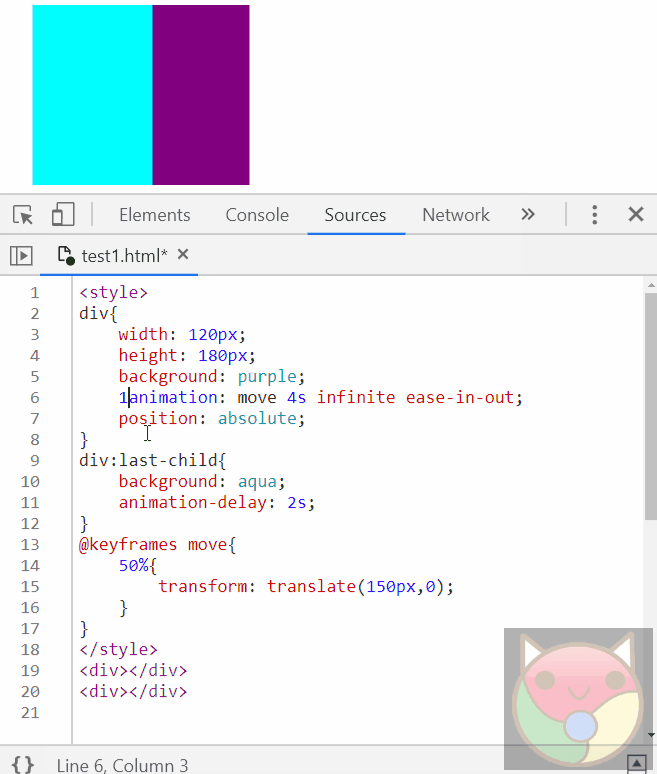 Elements Console Sources Network »
test1.html* ×
1 <style>
2 div{
3 width: 120px;
4 height: 180px;
5 background: purple;
6 1animation: move 4s infinite ease-in-out;
7 position: absolute;
8 }
9 div:last-child{
10 background: aqua;
11 animation-delay: 2s;
12 }
13 @keyframes move{
14 50%{
15 transform: translate(150px,0);
16 }
17 }
18 </style>
19 <div></div>
20 <div></div>
21
{} Line 6, Column 3